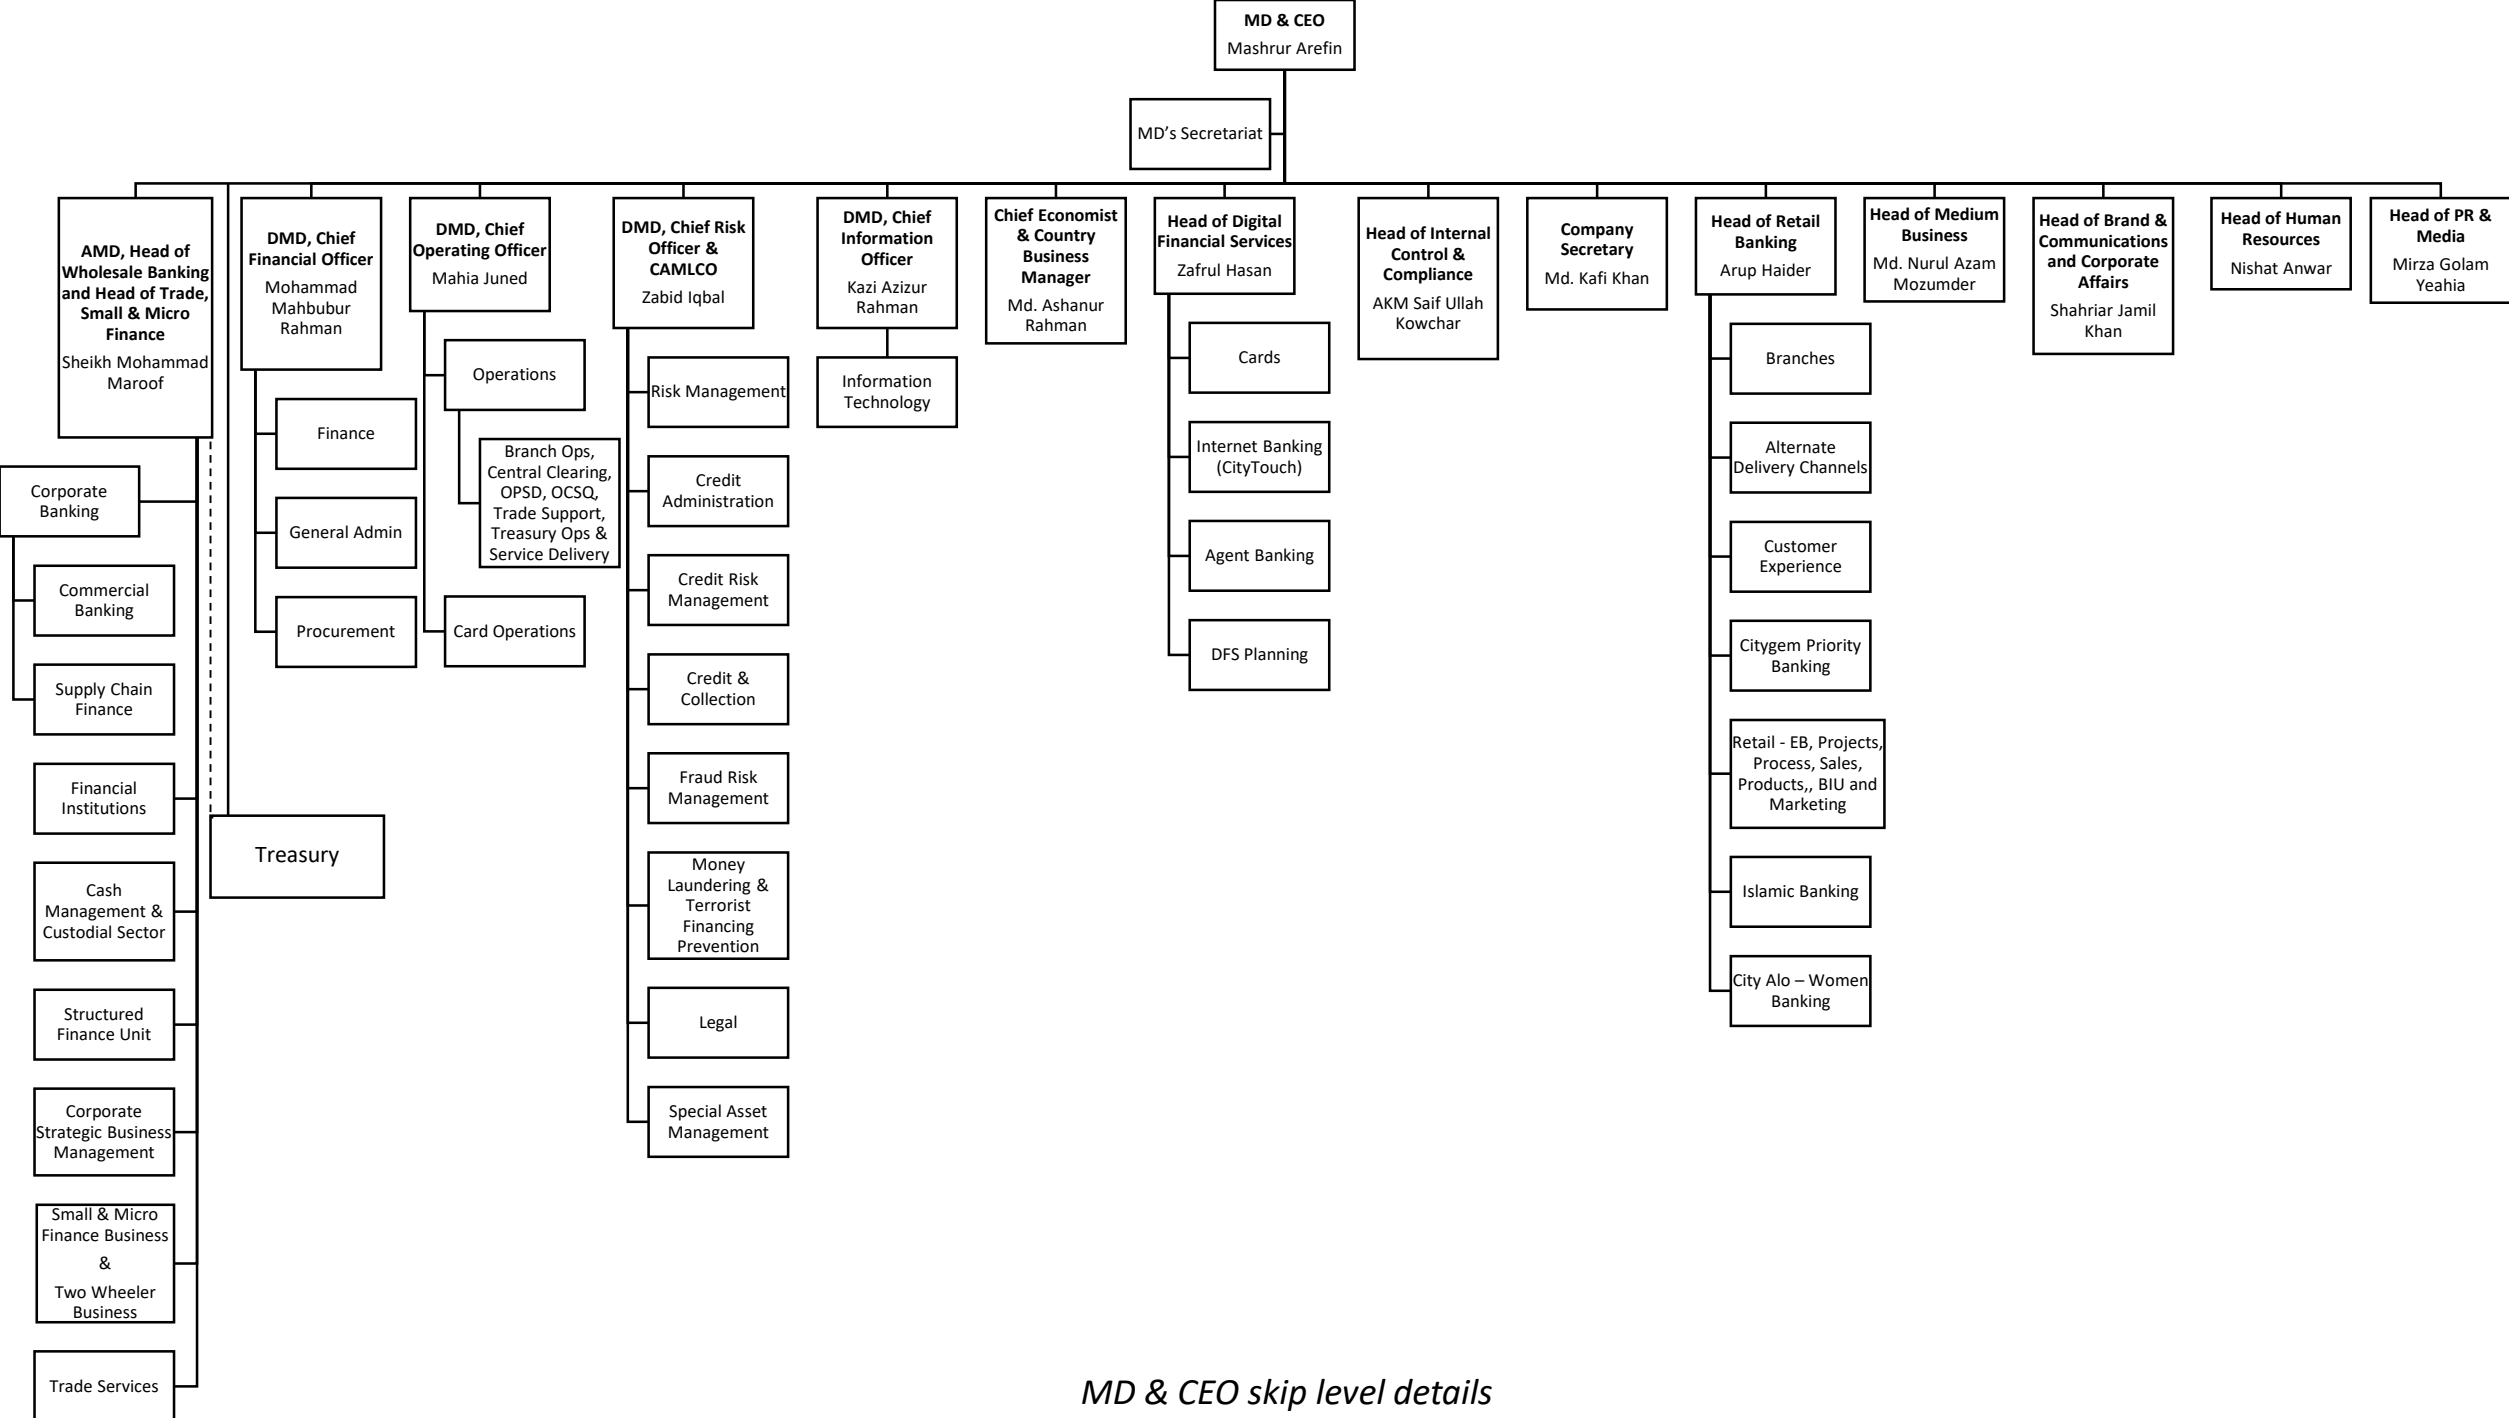 MD & CEO
Mashrur Arefin
MD’s Secretariat
AMD, Head of
Wholesale Banking
and Head of Trade,
Small & Micro
Finance
Sheikh Mohammad
Maroof
Corporate
Banking
Commercial
Banking
Supply Chain
Finance
Financial
Institutions
Cash
Management &
Custodial Sector
Structured
Finance Unit
Corporate
Strategic Business
Management
Small & Micro
Finance Business
&
Two Wheeler
Business
Trade Services
Treasury
DMD, Chief
Financial Officer
Mohammad
Mahbubur
Rahman
Finance
General Admin
Procurement
DMD, Chief
Operating Officer
Mahia Juned
Operations
Branch Ops,
Central Clearing,
OPSD, OCSQ,
Trade Support,
Treasury Ops &
Service Delivery
Card Operations
DMD, Chief Risk
Officer &
CAMLCO
Zabid Iqbal
Risk Management
Credit
Administration
Credit Risk
Management
Credit &
Collection
Fraud Risk
Management
Money
Laundering &
Terrorist
Financing
Prevention
Legal
Special Asset
Management
DMD, Chief
Information
Officer
Kazi Azizur
Rahman
Information
Technology
Chief Economist
& Country
Business
Manager
Md. Ashanur
Rahman
Head of Digital
Financial Services
Zafrul Hasan
Cards
Internet Banking
(CityTouch)
Agent Banking
DFS Planning
Head of Internal
Control &
Compliance
AKM Saif Ullah
Kowchar
Company
Secretary
Md. Kafi Khan
Head of Retail
Banking
Arup Haider
Branches
Alternate
Delivery Channels
Customer
Experience
Citygem Priority
Banking
Retail - EB, Projects,
Process, Sales,
Products,, BIU and
Marketing
Islamic Banking
City Alo – Women
Banking
Head of Medium
Business
Md. Nurul Azam
Mozumder
Head of Brand &
Communications
and Corporate
Affairs
Shahriar Jamil
Khan
Head of Human
Resources
Nishat Anwar
Head of PR &
Media
Mirza Golam
Yeahia
MD & CEO skip level details